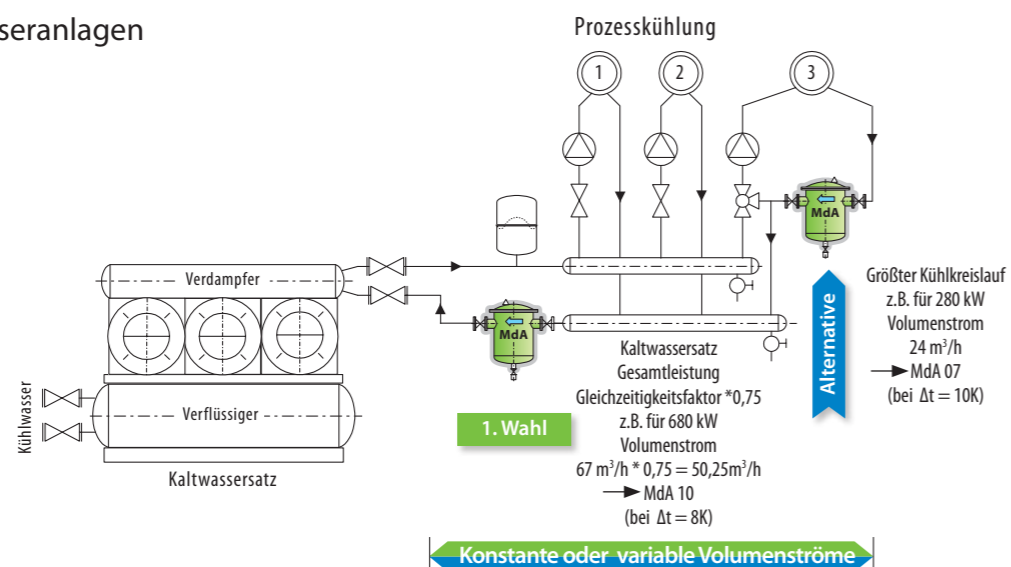 seranlagen
Prozesskühlung
1
2
3
MdA
Verdampfer
Größter Kühlkreislauf
z.B. für 280 kW
Volumenstrom
24 m³/h
MdA 07
(bei Δt = 10K)
Alternative
MdA
Kaltwassersatz
Gesamtleistung
Gleichzeitigkeitsfaktor *0,75
z.B. für 680 kW
Volumenstrom
67 m³/h * 0,75 = 50,25m³/h
MdA 10
(bei Δt = 8K)
1. Wahl
Kühlwasser
Verflüssiger
Kaltwassersatz
Konstante oder variable Volumenströme